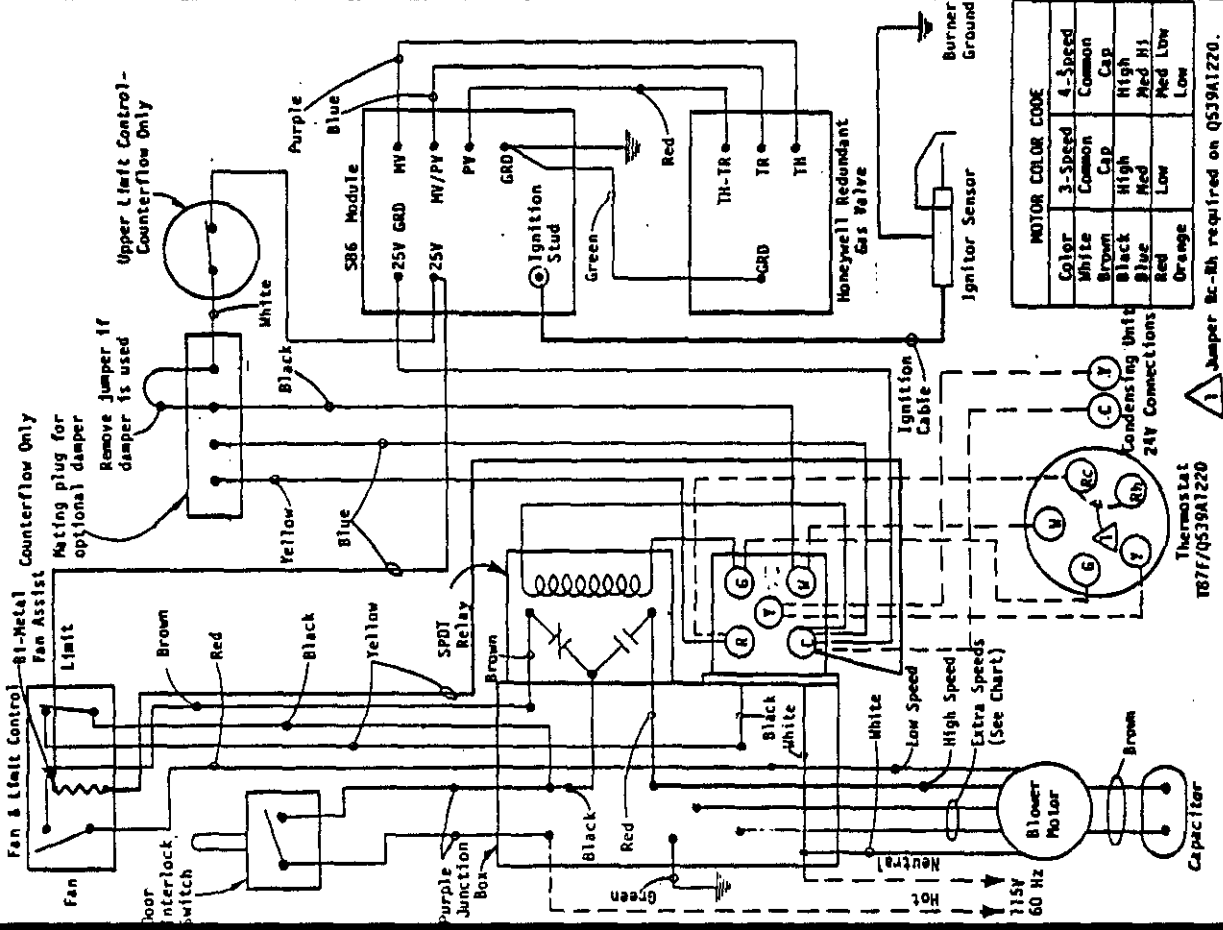 Fan & Limit Control
Bi-Metal
Fan Assist
Limit
Fan
Counterflow Only
Mating plug for
optional damper
Remove jumper if
damper is used
Upper Limit Control-
Counterflow Only
White
Black
Yellow
Blue
Brown
Red
Black
Yellow
Door
Interlock
Switch
Purple
Junction
Box
SPDT
Relay
Brown
Black
Red
Green
Black
White
White
Neutral
Hot
115V
60 Hz
Low Speed
High Speed
Extra Speeds
(See Chart)
Blower
Motor
Brown
Capacitor
R
G
Y
C
W
Purple
Blue
S86 Module
25V GRD
25V
MV
MV/PV
PV
GRD
Ignition
Stud
Green
Red
TH-TR
TR
TH
GRD
Honeywell Redundant
Gas Valve
Ignitor Sensor
Ignition
Cable
Burner
Ground
C
Y
Condensing Unit
24V Connections
W
Rc
G
1
Rh
Y
Thermostat
T87F/Q539A1220
MOTOR COLOR CODE
Color 3-Speed 4-Speed
White Common Common
Brown Cap Cap
Black High High
Blue Med Med Hi
Red Low Med Low
Orange Low
1 Jumper Rc-Rh required on Q539A1220.